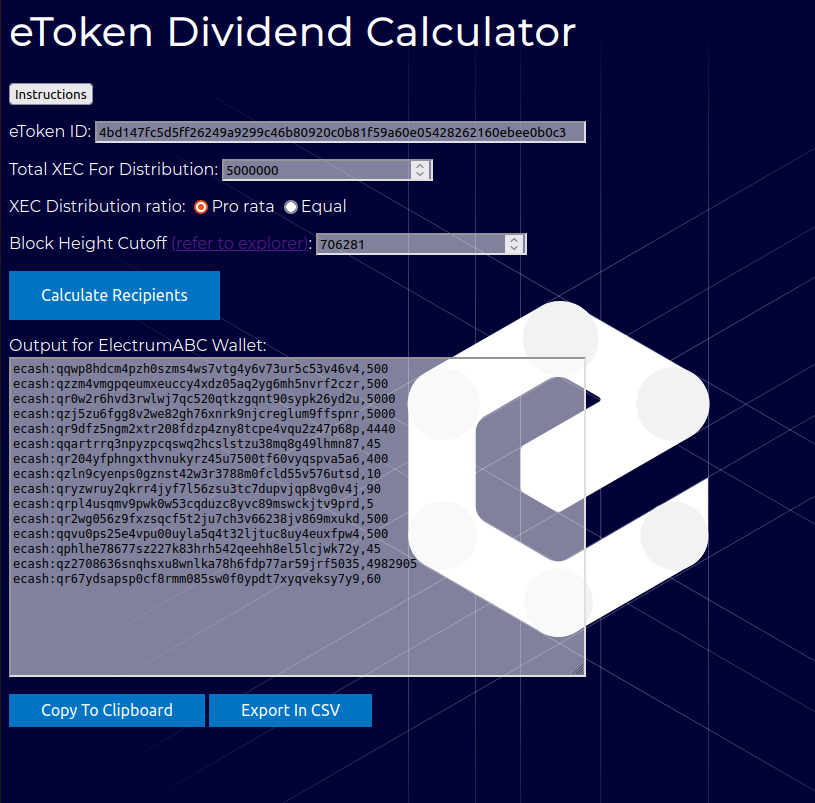 eToken Dividend Calculator
Instructions
eToken ID: 4bd147fc5d5ff26249a9299c46b80920c0b81f59a60e05428262160ebee0b0c3
Total XEC For Distribution: 5000000
XEC Distribution ratio: Pro rata Equal
Block Height Cutoff (refer to explorer): 706281
Calculate Recipients
Output for ElectrumABC Wallet:
ecash:qqwp8hdcm4pzh0szms4ws7vtg4y6v73ur5c53v46v4,500
ecash:qzzm4vmgpqeumxeuccy4xdz05aq2yg6mh5nvrf2czr,500
ecash:qr0w2r6hvd3rwlwj7qc520qtkzgqnt90sypk26yd2u,5000
ecash:qzj5zu6fgg8v2we82gh76xnrk9njcreglum9ffspnr,5000
ecash:qr9dfz5ngm2xtr208fdzp4zny8tcpe4vqu2z47p68p,4440
ecash:qqartrrq3npyzpcqswq2hcslstzu38mq8g49lhmn87,45
ecash:qr204yfphngxthvnukyrz45u7500tf60vyqspva5a6,400
ecash:qzln9cyenps0gznst42w3r3788m0fcld55v576utsd,10
ecash:qryzwruy2qkrr4jyf7l56zsu3tc7dupvjqp8vg0v4j,90
ecash:qrpl4usqmv9pwk0w53cqduzc8yvc89mswckjtv9prd,5
ecash:qr2wg056z9fxzsqcf5t2ju7ch3v66238jv869mxukd,500
ecash:qqvu0ps25e4vpu00uyla5q4t32ljtuc8uy4euxfpw4,500
ecash:qphlhe78677sz227k83hrh542qeehh8el5lcjwk72y,45
ecash:qz2708636snqhsxu8wnlka78h6fdp77ar59jrf5035,4982905
ecash:qr67ydsapsp0cf8rmm085sw0f0ypdt7xyqveksy7y9,60
Copy To Clipboard
Export In CSV